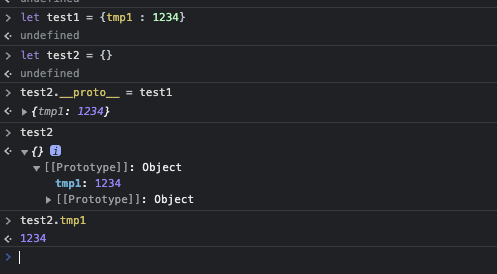 undefined
> let test1 = {tmp1 : 1234}
undefined
> let test2 = {}
undefined
> test2.__proto__ = test1
{tmp1: 1234}
> test2
{} i
[[Prototype]]: Object
tmp1: 1234
[[Prototype]]: Object
> test2.tmp1
1234
>